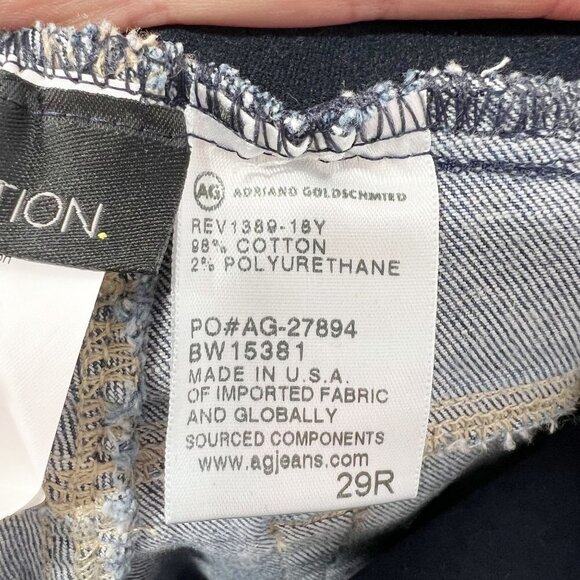 TION.
AG ADRIANO GOLDSCHMIED
REV1389-18Y
98% COTTON
2% POLYURETHANE
PO#AG-27894
BW15381
MADE IN U.S.A.
OF IMPORTED FABRIC
AND GLOBALLY
SOURCED COMPONENTS
www.agjeans.com
29R